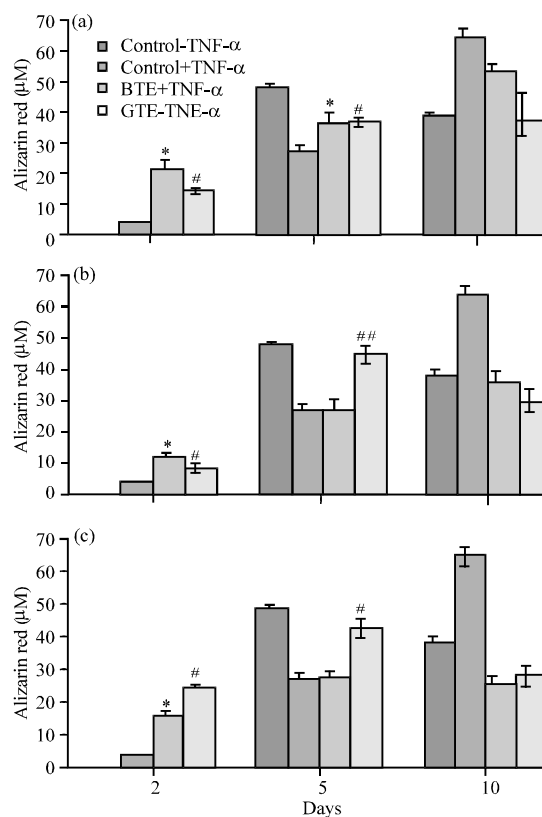 (a)
Alizarin red (µM)
70
60
50
40
30
20
10
0
Control-TNF-α
Control+TNF-α
BTE+TNF-α
GTE-TNE-α
*
#
*
#
(b)
Alizarin red (µM)
70
60
50
40
30
20
10
0
*
#
##
(c)
Alizarin red (µM)
70
60
50
40
30
20
10
0
*
#
#
2 5 10
Days